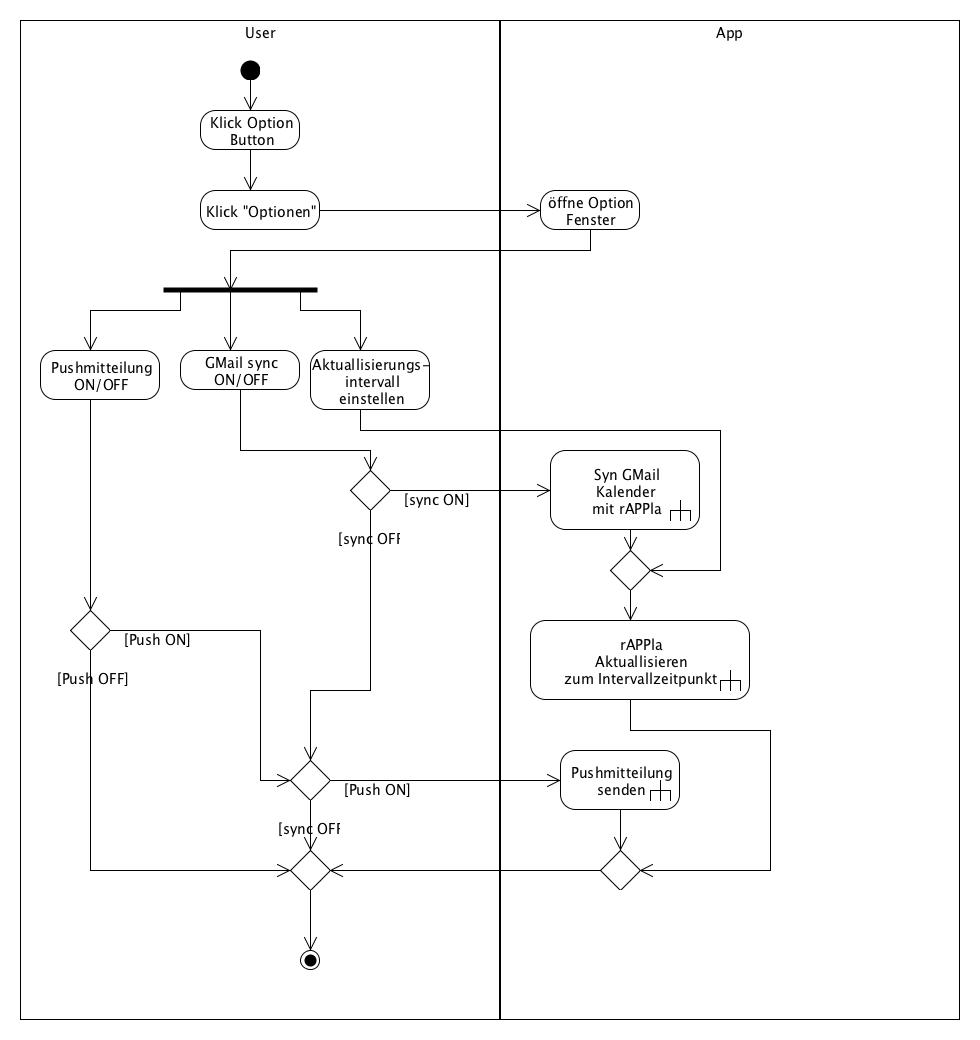 User
App
Klick Option
Button
Klick "Optionen"
öffne Option
Fenster
Pushmitteilung
ON/OFF
GMail sync
ON/OFF
Aktuallisierungs-
intervall
einstellen
[sync ON]
Syn GMail
Kalender
mit rAPPla
[sync OFF
[Push ON]
[Push OFF]
rAPPla
Aktuallisieren
zum Intervallzeitpunkt
[Push ON]
Pushmitteilung
senden
[sync OFF